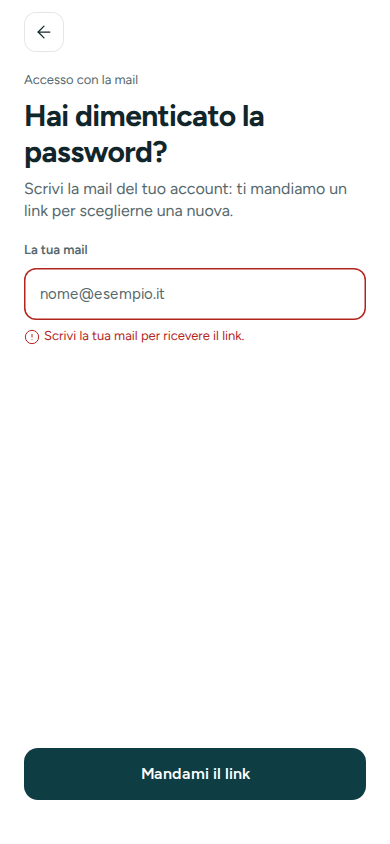 Accesso con la mail
Hai dimenticato la
password?
Scrivi la mail del tuo account: ti mandiamo un
link per sceglierne una nuova.
La tua mail
nome@esempio.it
Scrivi la tua mail per ricevere il link.
Mandami il link